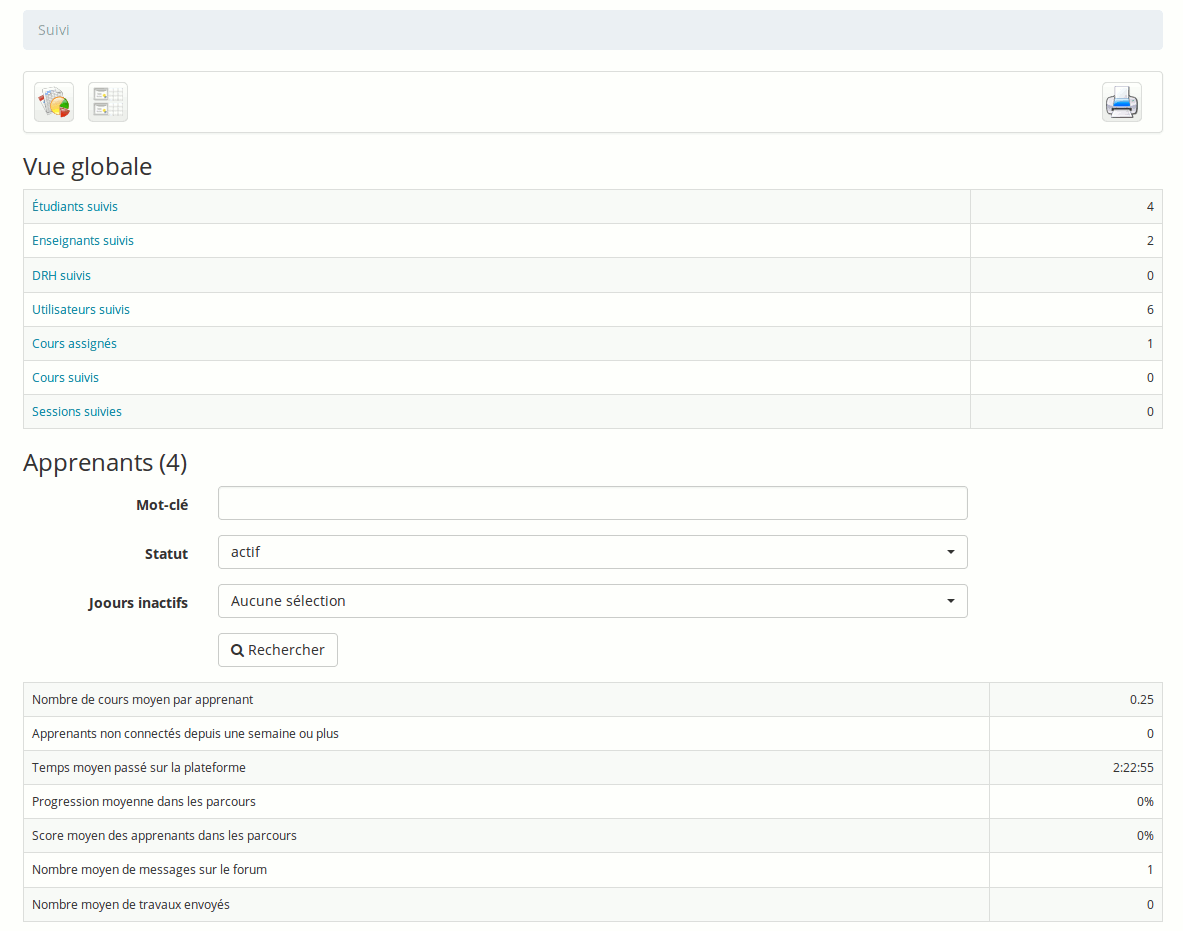 Suivi
Vue globale
Étudiants suivis 4
Enseignants suivis 2
DRH suivis 0
Utilisateurs suivis 6
Cours assignés 1
Cours suivis 0
Sessions suivies 0
Apprenants (4)
Mot-clé
Statut actif
Joours inactifs Aucune sélection
Rechercher
Nombre de cours moyen par apprenant 0.25
Apprenants non connectés depuis une semaine ou plus 0
Temps moyen passé sur la plateforme 2:22:55
Progression moyenne dans les parcours 0%
Score moyen des apprenants dans les parcours 0%
Nombre moyen de messages sur le forum 1
Nombre moyen de travaux envoyés 0